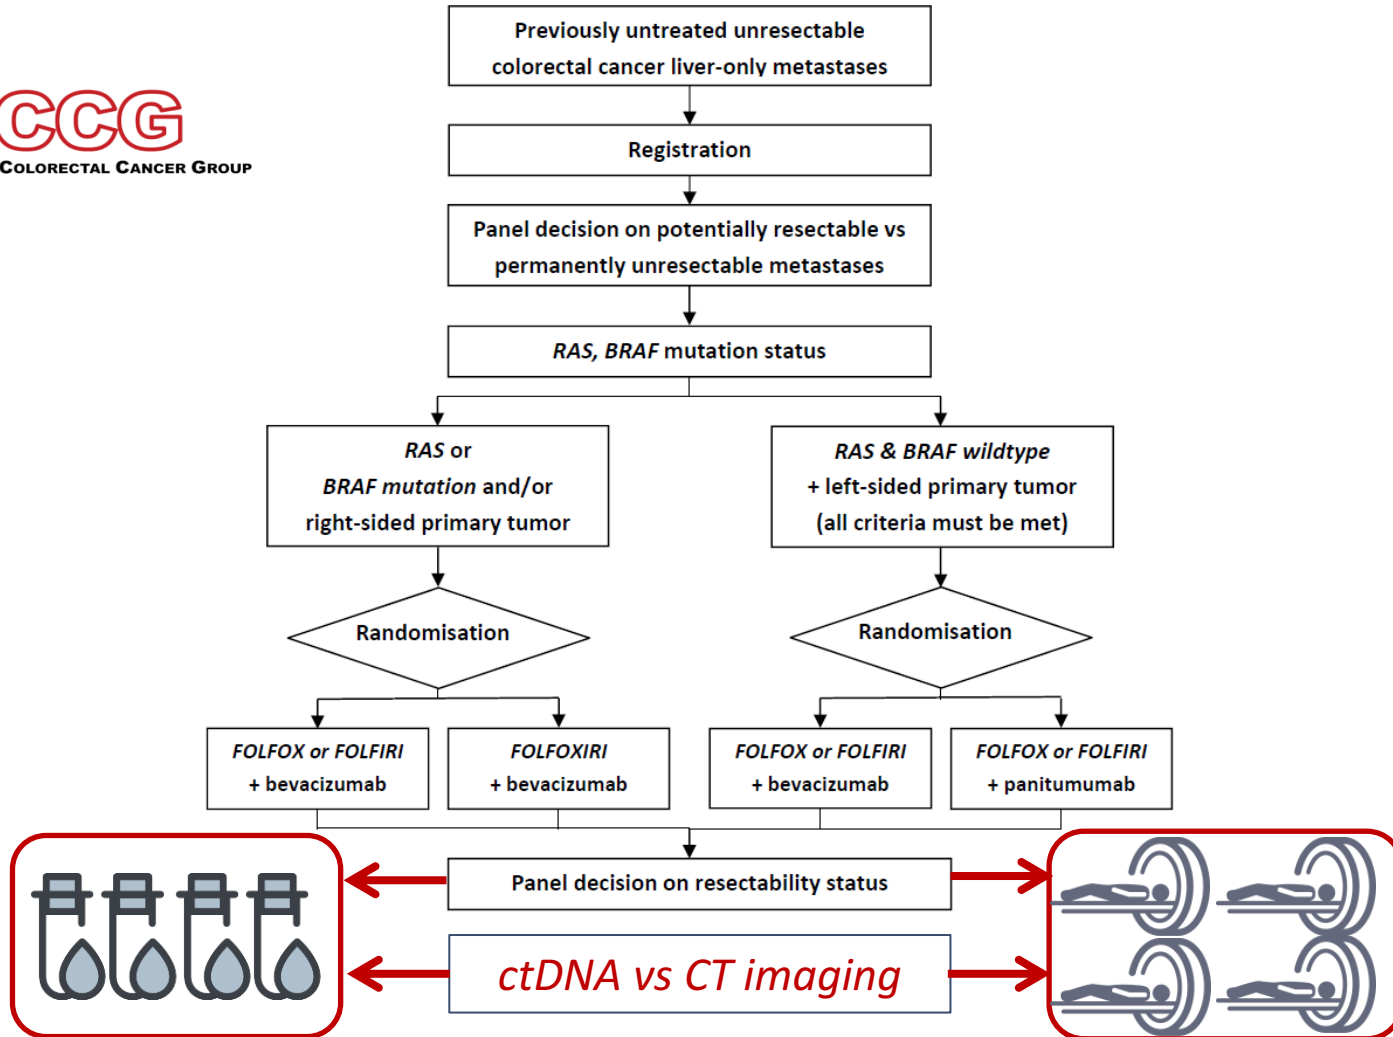 Previously untreated unresectable
colorectal cancer liver-only metastases
CCG
COLORECTAL CANCER GROUP
Registration
Panel decision on potentially resectable vs
permanently unresectable metastases
RAS, BRAF mutation status
RAS or
BRAF mutation and/or
right-sided primary tumor
RAS & BRAF wildtype
+ left-sided primary tumor
(all criteria must be met)
Randomisation
Randomisation
FOLFOX or FOLFIRI
+ bevacizumab
FOLFOXIRI
+ bevacizumab
FOLFOX or FOLFIRI
+ bevacizumab
FOLFOX or FOLFIRI
+ panitumumab
Panel decision on resectability status
ctDNA vs CT imaging